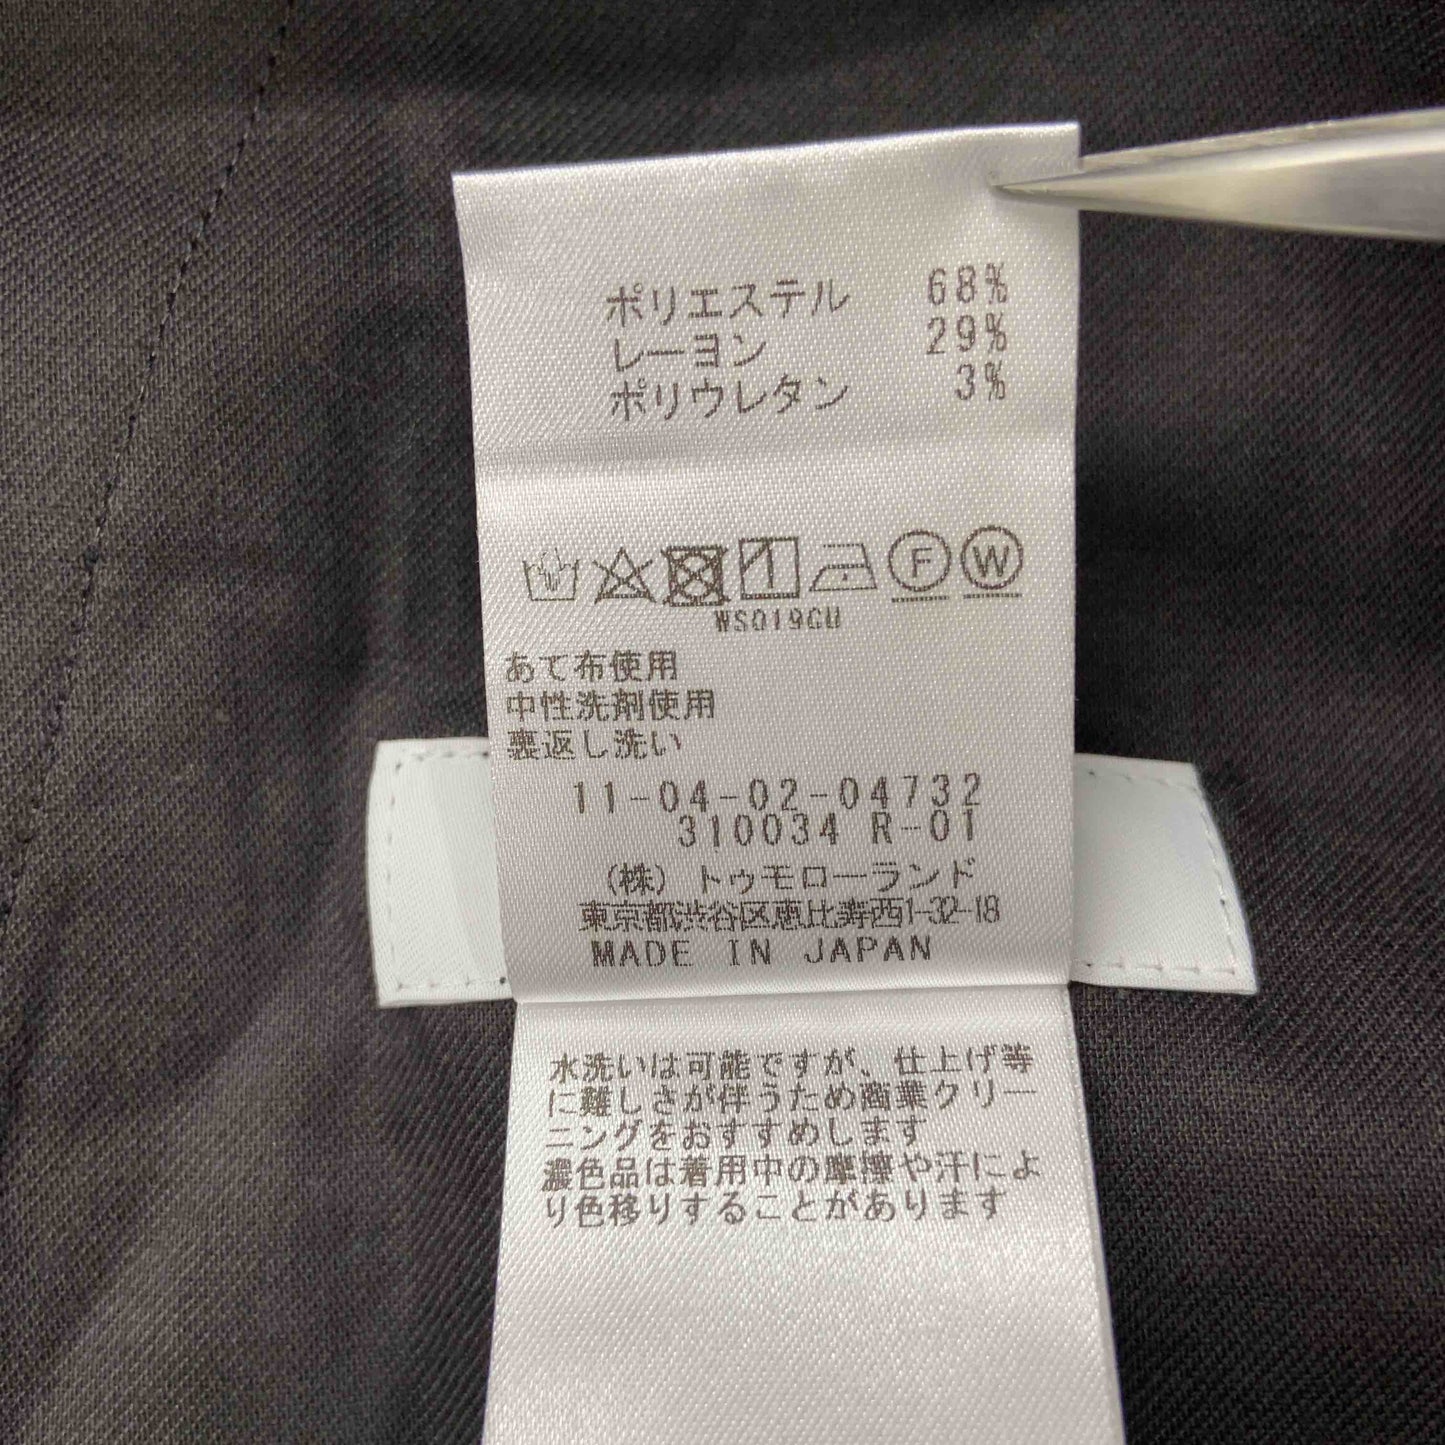 ポリエステル 68%
レーヨン 29%
ポリウレタン 3%
F W
WS019CU
あて布使用
中性洗剤使用
裏返し洗い
11-04-02-04732
310034 R-01
(株)トゥモローランド
東京都渋谷区恵比寿西1-32-18
MADE IN JAPAN
水洗いは可能ですが、仕上げ等
に難しさが伴うため商業クリー
ニングをおすすめします
濃色品は着用中の摩擦や汗によ
り色移りすることがあります